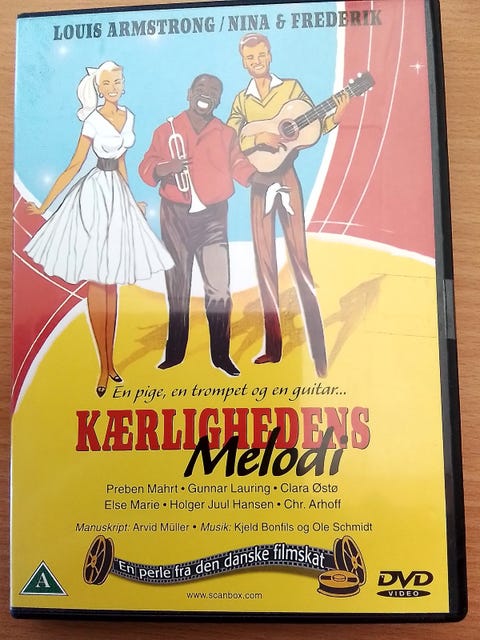 LOUIS ARMSTRONG / NINA & FREDERIK
En pige, en trompet og en guitar...
KÆRLIGHEDENS
Melodi
Preben Mahrt • Gunnar Lauring • Clara Østø
Else Marie • Holger Juul Hansen • Chr. Arhoff
Manuskript: Arvid Müller • Musik: Kjeld Bonfils og Ole Schmidt
En perle fra den danske filmskat
A
www.scanbox.com
DVD
VIDEO